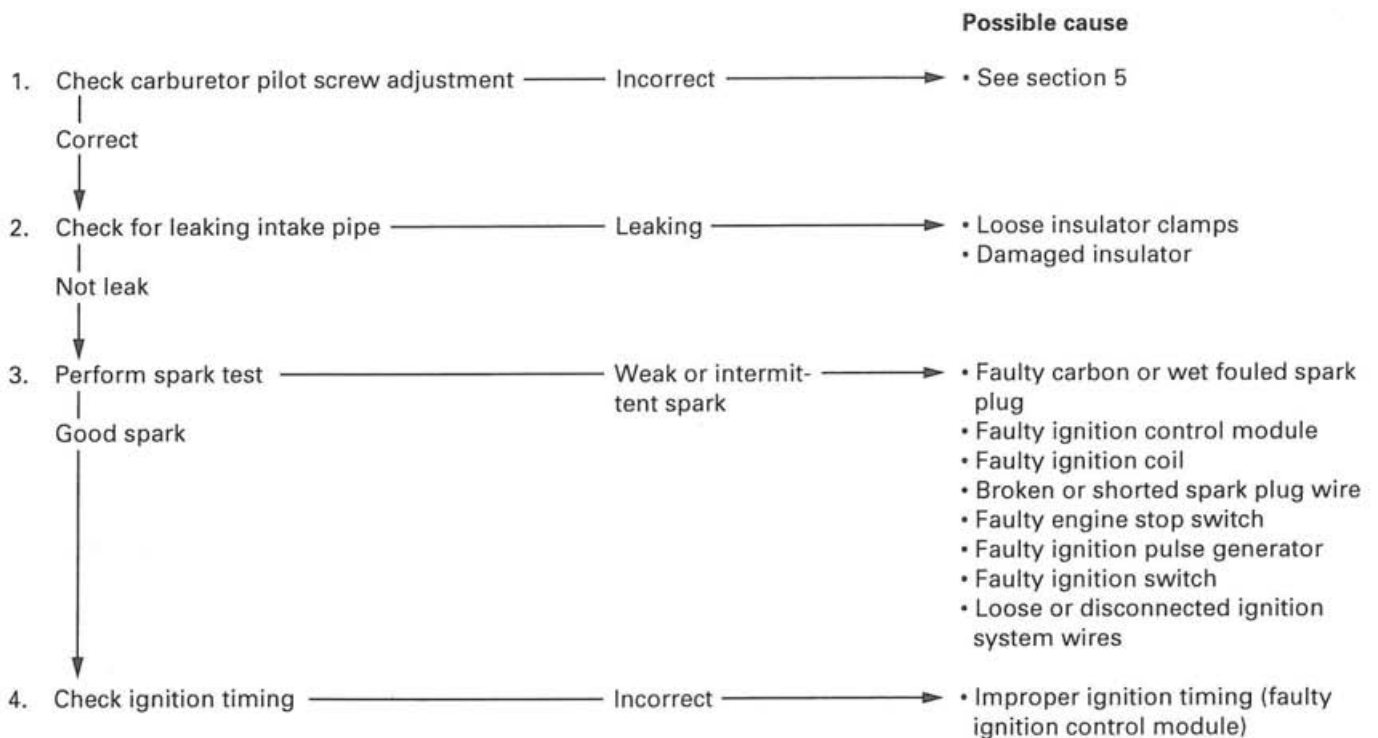 Possible cause
1. Check carburetor pilot screw adjustment Incorrect • See section 5
Correct
2. Check for leaking intake pipe Leaking • Loose insulator clamps
• Damaged insulator
Not leak
3. Perform spark test Weak or intermit- • Faulty carbon or wet fouled spark
tent spark plug
Good spark • Faulty ignition control module
• Faulty ignition coil
• Broken or shorted spark plug wire
• Faulty engine stop switch
• Faulty ignition pulse generator
• Faulty ignition switch
• Loose or disconnected ignition
system wires
4. Check ignition timing Incorrect • Improper ignition timing (faulty
ignition control module)